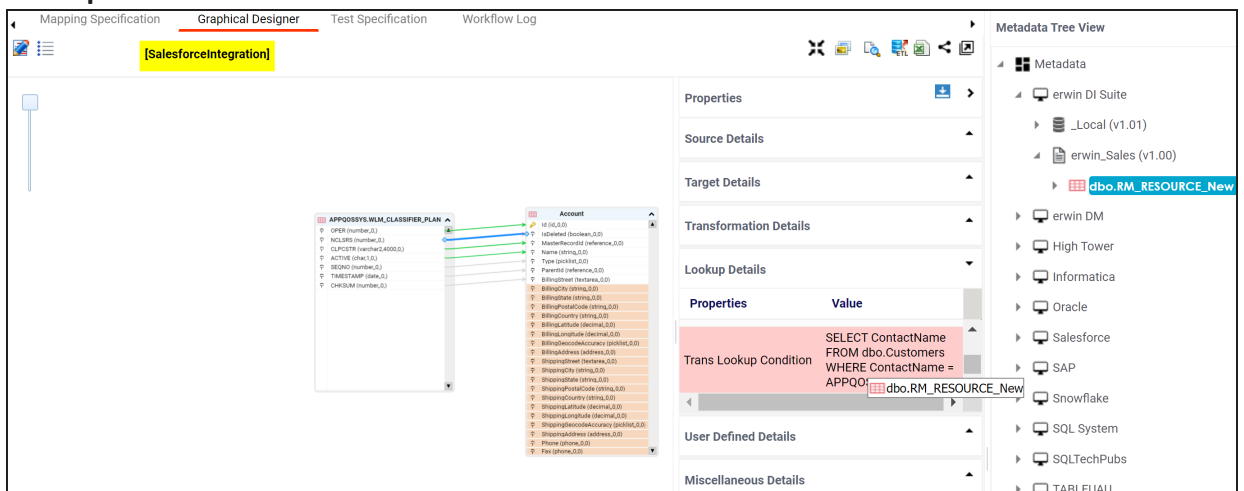 Mapping Specification Graphical Designer Test Specification Workflow Log
[SalesforceIntegration]
ETL
APPQOSSYS.WLM_CLASSIFIER_PLAN
OPER (number,0,)
NCLSRS (number,0,)
CLPCSTR (varchar2,4000,0,)
ACTIVE (char,1,0,)
SEQNO (number,0,)
TIMESTAMP (date,0,)
CHKSUM (number,0,)
Account
Id (id,0,0)
IsDeleted (boolean,0,0)
MasterRecordId (reference,0,0)
Name (string,0,0)
Type (picklist,0,0)
ParentId (reference,0,0)
BillingStreet (textarea,0,0)
BillingCity (string,0,0)
BillingState (string,0,0)
BillingPostalCode (string,0,0)
BillingCountry (string,0,0)
BillingLatitude (decimal,0,0)
BillingLongitude (decimal,0,0)
BillingGeocodeAccuracy (picklist,0,0)
BillingAddress (address,0,0)
ShippingStreet (textarea,0,0)
ShippingCity (string,0,0)
ShippingState (string,0,0)
ShippingPostalCode (string,0,0)
ShippingCountry (string,0,0)
ShippingLatitude (decimal,0,0)
ShippingLongitude (decimal,0,0)
ShippingGeocodeAccuracy (picklist,0,0)
ShippingAddress (address,0,0)
Phone (phone,0,0)
Fax (phone,0,0)
Properties
Source Details
Target Details
Transformation Details
Lookup Details
Properties Value
Trans Lookup Condition
SELECT ContactName
FROM dbo.Customers
WHERE ContactName =
dbo.RM_RESOURCE_New
User Defined Details
Miscellaneous Details
Metadata Tree View
Metadata
erwin DI Suite
_Local (v1.01)
erwin_Sales (v1.00)
dbo.RM_RESOURCE_New
erwin DM
High Tower
Informatica
Oracle
Salesforce
SAP
Snowflake
SQL System
SQLTechPubs
TABLEAU